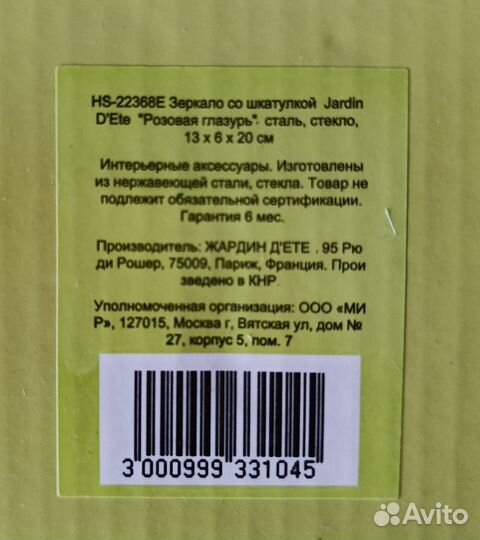 HS-22368E Зеркало со шкатулкой Jardin
D'Ete "Розовая глазурь" сталь, стекло,
13 x 6 x 20 см
Интерьерные аксессуары. Изготовлены
из нержавеющей стали, стекла. Товар не
подлежит обязательной сертификации.
Гарантия 6 мес.
Производитель: ЖАРДИН Д'ЕТЕ . 95 Рю
ди Рошер, 75009, Париж, Франция. Прои
зведено в КНР
Уполномоченная организация: ООО «МИ
Р», 127015, Москва г, Вятская ул, дом №
27, корпус 5, пом. 7
3 000999 331045
Avito